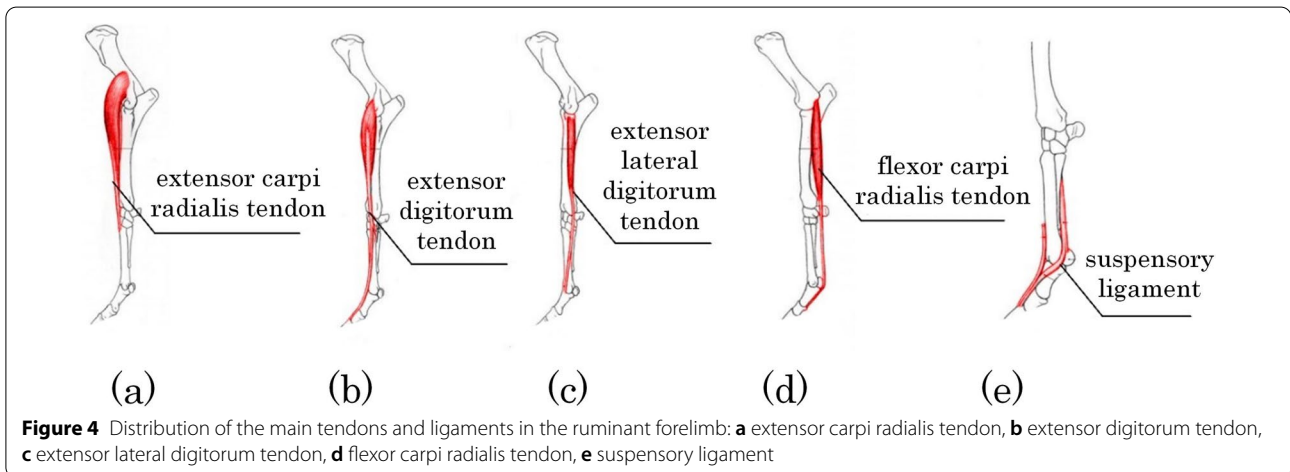 extensor carpi
radialis tendon
extensor
digitorum
tendon
extensor
lateral
digitorum
tendon
flexor carpi
radialis tendon
suspensory
ligament
(a)
(b)
(c)
(d)
(e)
Figure 4 Distribution of the main tendons and ligaments in the ruminant forelimb: a extensor carpi radialis tendon, b extensor digitorum tendon,
c extensor lateral digitorum tendon, d flexor carpi radialis tendon, e suspensory ligament